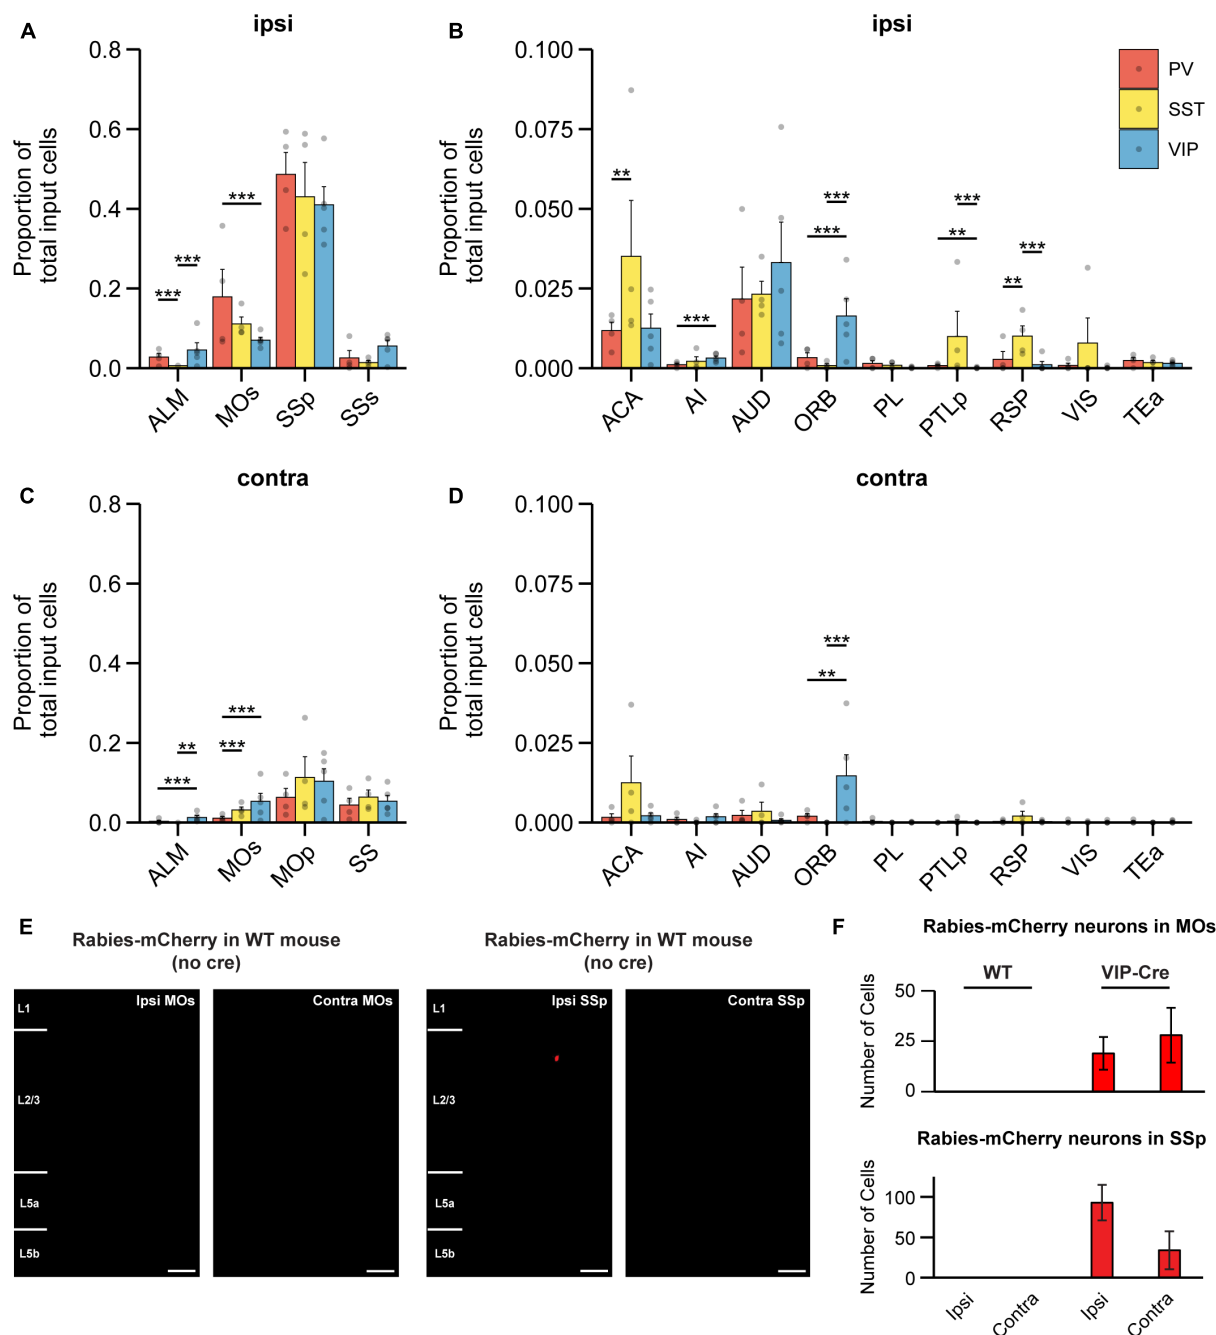 A
ipsi
0.8
0.6
0.4
0.2
0.0
Proportion of
total input cells
***
***
***
ALM
MOs
SSp
SSs
B
ipsi
0.100
0.075
0.050
0.025
0.000
Proportion of
total input cells
**
***
***
***
***
**
***
**
ACA
AI
AUD
ORB
PL
PTLp
RSP
VIS
TEa
PV
SST
VIP
C
contra
0.8
0.6
0.4
0.2
0.0
Proportion of
total input cells
***
**
***
***
ALM
MOs
MOp
SS
D
contra
0.100
0.075
0.050
0.025
0.000
Proportion of
total input cells
***
**
ACA
AI
AUD
ORB
PL
PTLp
RSP
VIS
TEa
E
Rabies-mCherry in WT mouse
(no cre)
L1
L2/3
L5a
L5b
Ipsi MOs
Contra MOs
Rabies-mCherry in WT mouse
(no cre)
L1
L2/3
L5a
L5b
Ipsi SSp
Contra SSp
F
Rabies-mCherry neurons in MOs
WT
VIP-Cre
Number of Cells
50
25
0
Rabies-mCherry neurons in SSp
Number of Cells
100
50
0
Ipsi
Contra
Ipsi
Contra